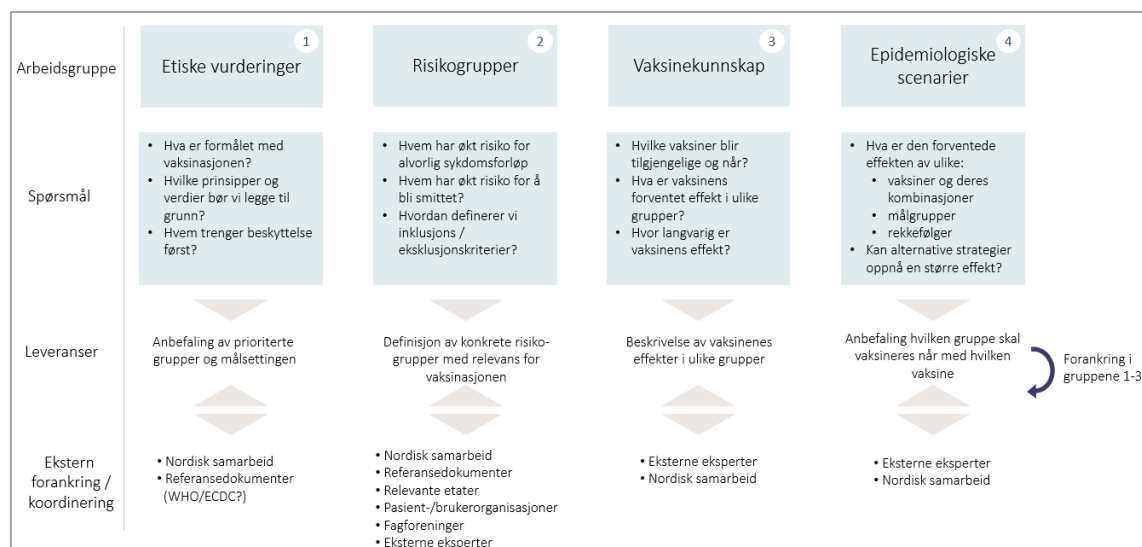 Arbeidsgruppe
1
Etiske vurderinger
2
Risikogrupper
3
Vaksinekunnskap
4
Epidemiologiske
scenarier
Spørsmål
• Hva er formålet med
vaksinasjonen?
• Hvilke prinsipper og
verdier bør vi legge til
grunn?
• Hvem trenger beskyttelse
først?
• Hvem har økt risiko for
alvorlig sykdomsforløp
• Hvem har økt risiko for å
bli smittet?
• Hvordan definerer vi
inklusjons /
eksklusjonskriterier?
• Hvilke vaksiner blir
tilgjengelige og når?
• Hva er vaksinens
forventet effekt i ulike
grupper?
• Hvor langvarig er
vaksinens effekt?
• Hva er den forventede
effekten av ulike:
• vaksiner og deres
kombinasjoner
• målgrupper
• rekkefølger
• Kan alternative strategier
oppnå en større effekt?
Leveranser
Anbefaling av prioriterte
grupper og målsettingen
Definisjon av konkrete risiko-
grupper med relevans for
vaksinasjonen
Beskrivelse av vaksinenes
effekter i ulike grupper
Anbefaling hvilken gruppe skal
vaksineres når med hvilken
vaksine
Forankring i
gruppene 1-3
Ekstern
forankring /
koordinering
• Nordisk samarbeid
• Referansedokumenter
(WHO/ECDC?)
• Nordisk samarbeid
• Referansedokumenter
• Relevante etater
• Pasient-/brukerorganisasjoner
• Fagforeninger
• Eksterne eksperter
• Eksterne eksperter
• Nordisk samarbeid
• Eksterne eksperter
• Nordisk samarbeid